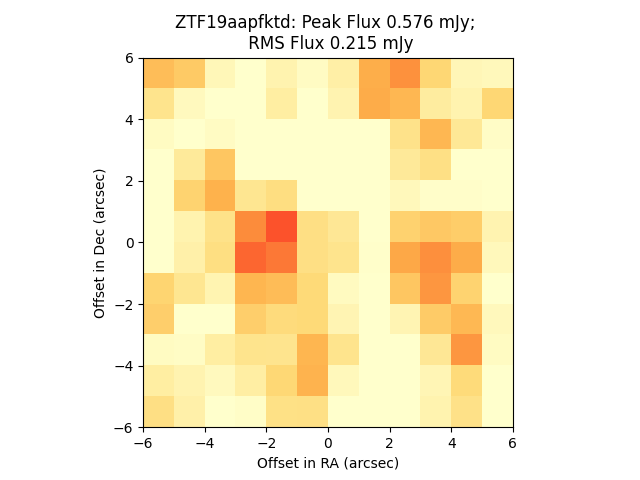 ZTF19aapfktd: Peak Flux 0.576 mJy;
RMS Flux 0.215 mJy
6
4
2
0
−2
−4
−6
Offset in Dec (arcsec)
−6 −4 −2 0 2 4 6
Offset in RA (arcsec)